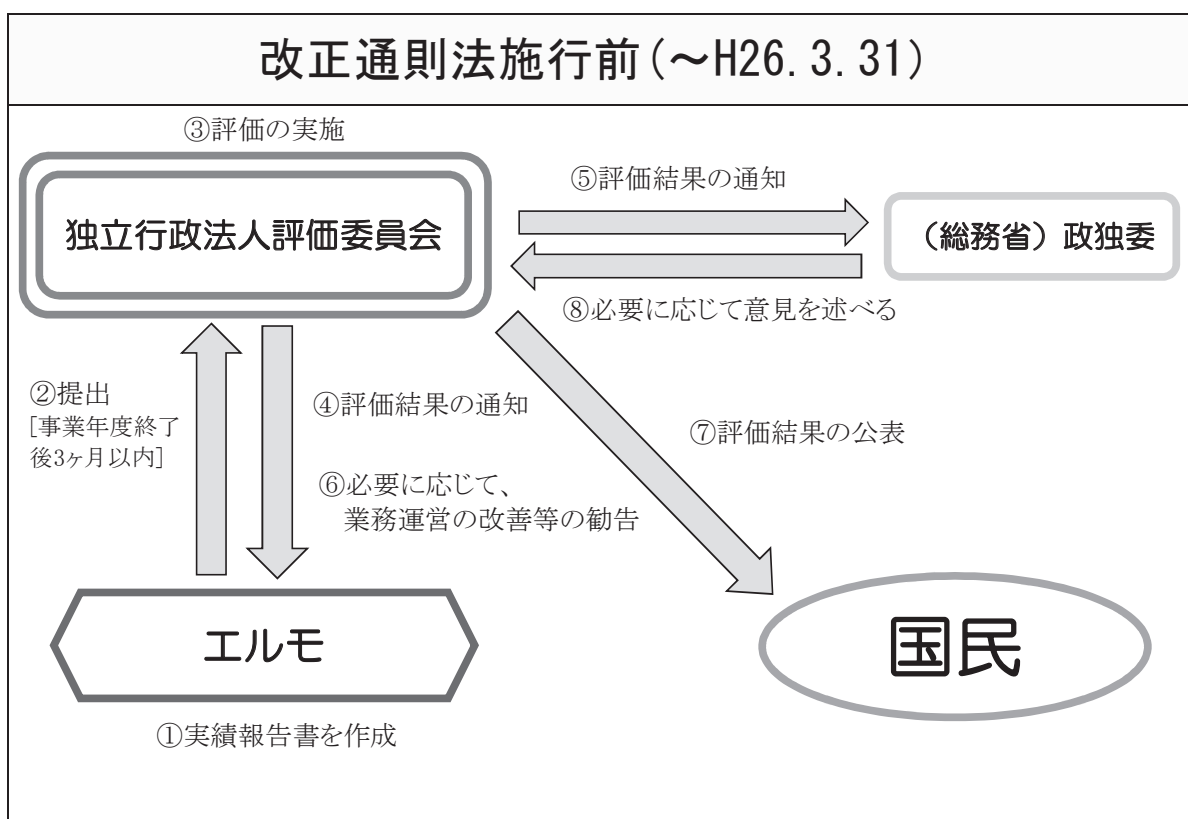 改正通則法施行前(～H26.3.31)
③評価の実施
独立行政法人評価委員会
⑤評価結果の通知
（総務省）政独委
⑧必要に応じて意見を述べる
②提出
[事業年度終了
後3ヶ月以内]
④評価結果の通知
⑦評価結果の公表
⑥必要に応じて、
業務運営の改善等の勧告
エルモ
国民
①実績報告書を作成